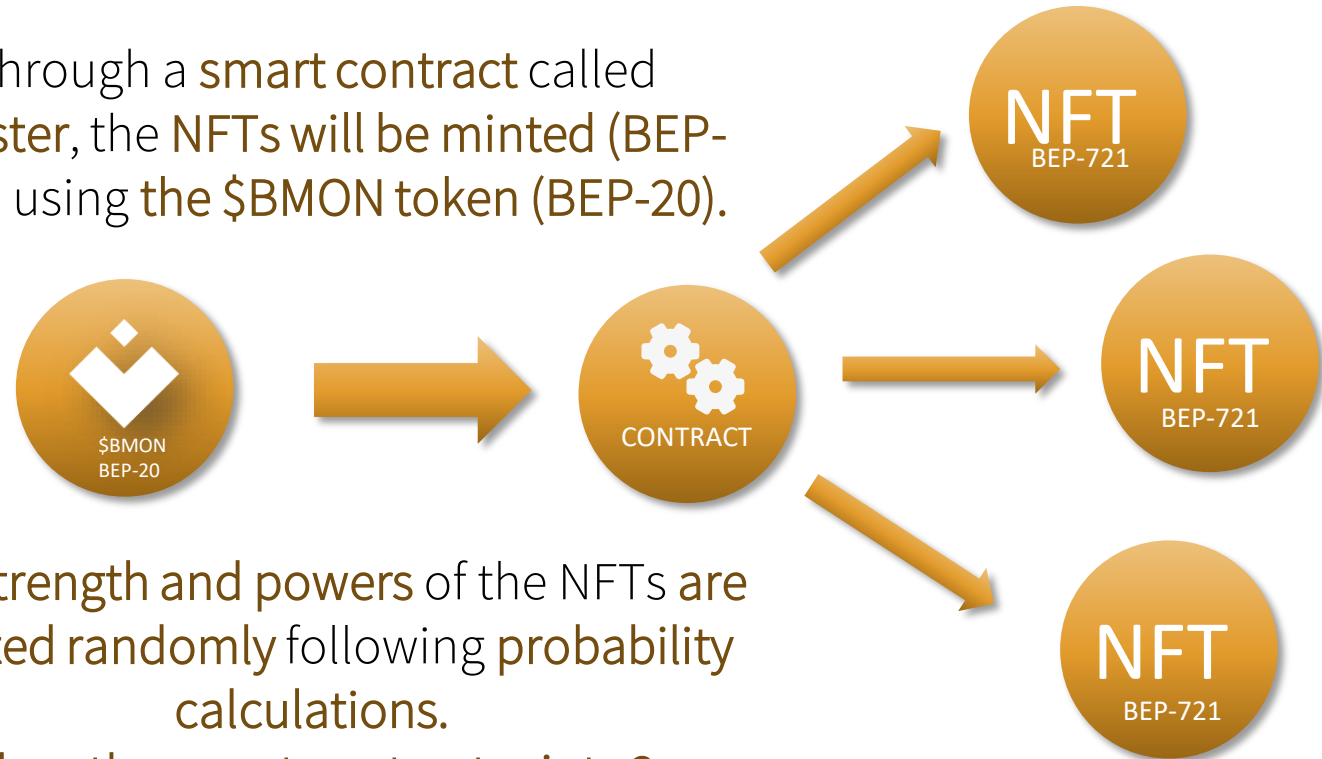 hrough a smart contract called
ster, the NFTs will be minted (BEP-
using the $BMON token (BEP-20).
NFT
BEP-721
$BMON
BEP-20
CONTRACT
NFT
BEP-721
trength and powers of the NFTs are
ted randomly following probability
calculations.
NFT
BEP-721